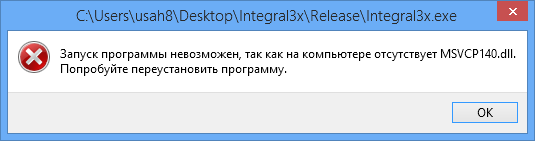 C:\Users\usah8\Desktop\Integral3x\Release\Integral3x.exe
Запуск программы невозможен, так как на компьютере отсутствует MSVCP140.dll.
Попробуйте переустановить программу.
OK